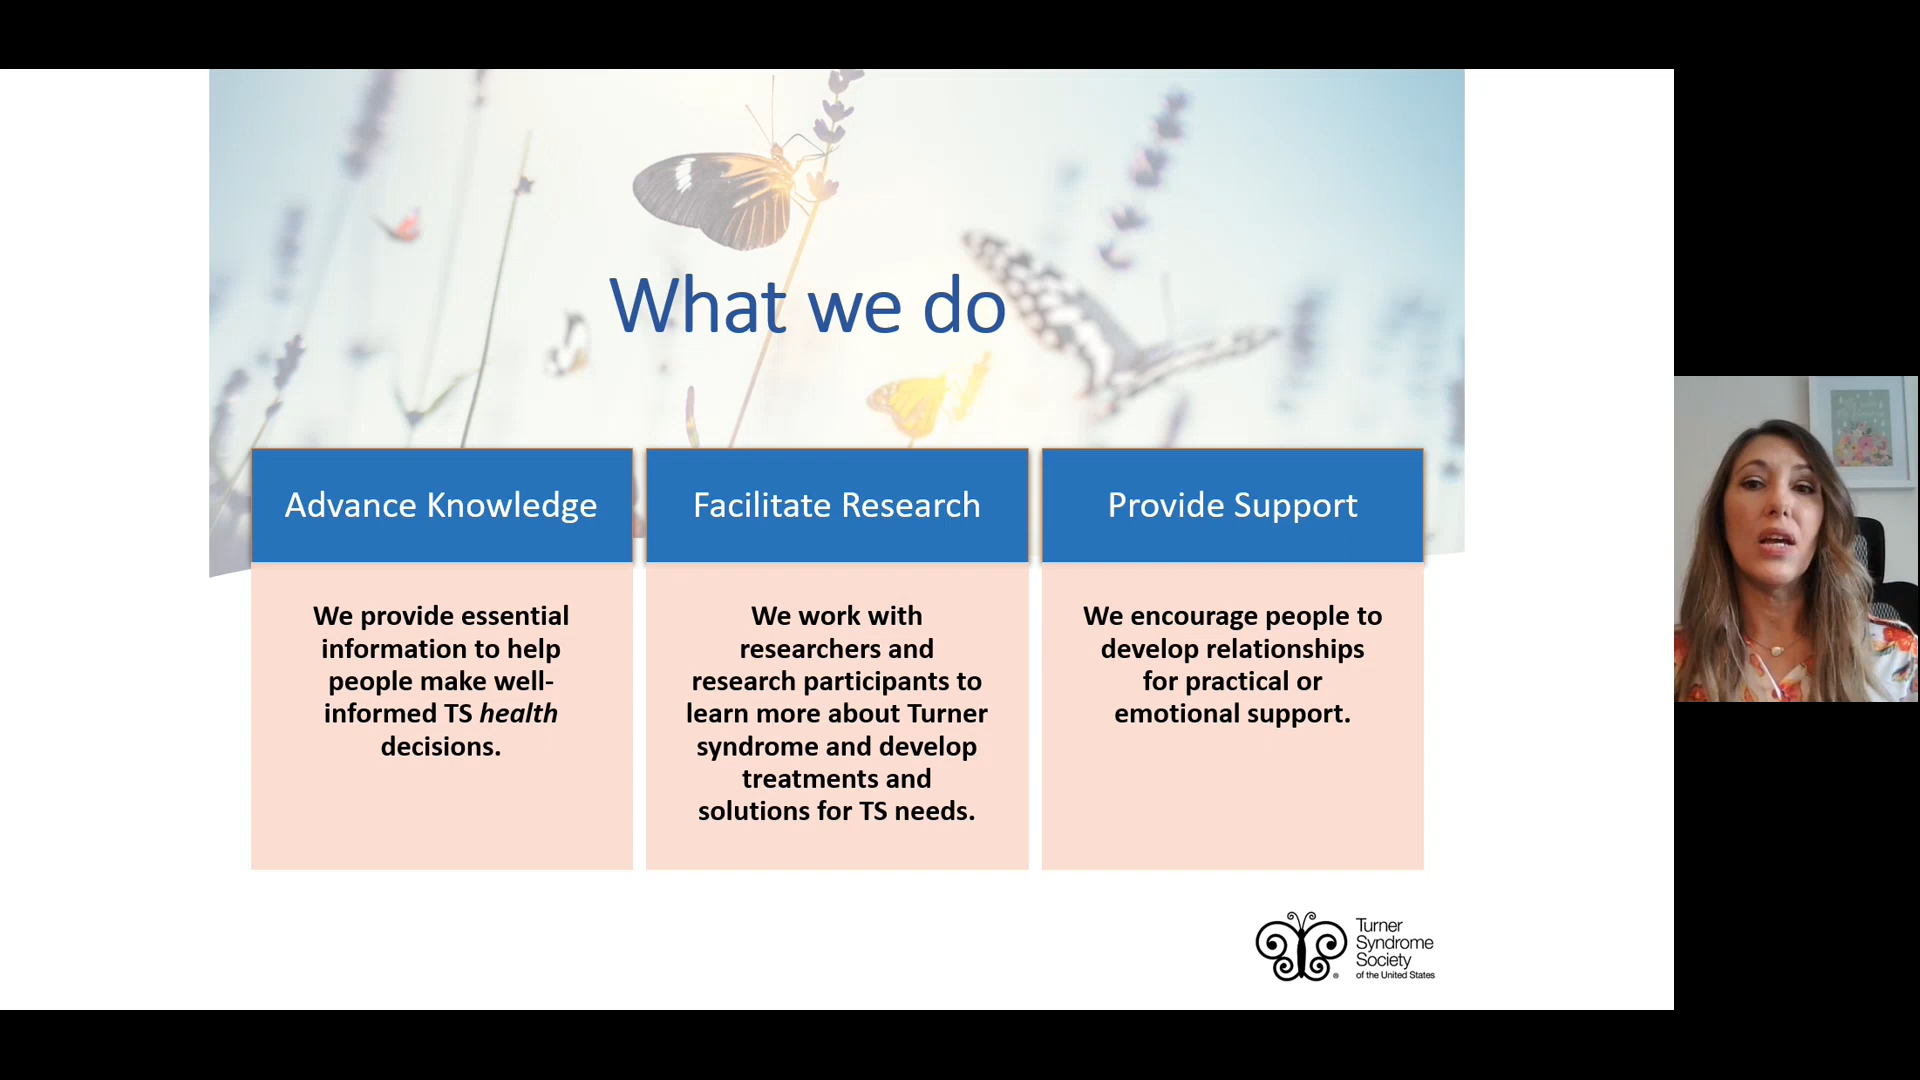 What we do
Advance Knowledge
We provide essential
information to help
people make well-
informed TS health
decisions.
Facilitate Research
We work with
researchers and
research participants to
learn more about Turner
syndrome and develop
treatments and
solutions for TS needs.
Provide Support
We encourage people to
develop relationships
for practical or
emotional support.
Turner
Syndrome
Society
of the United States
®